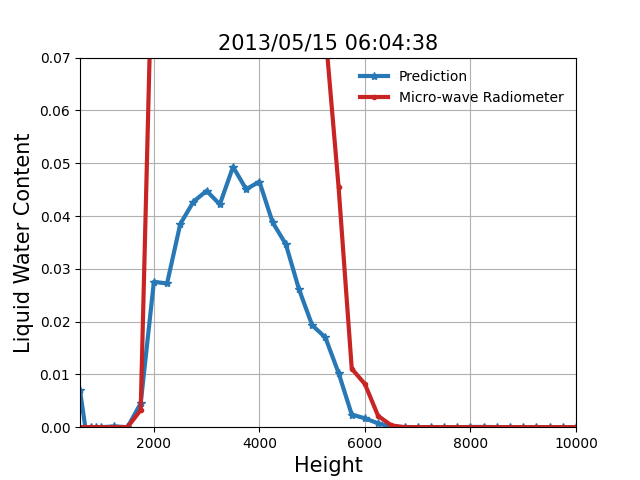 2013/05/15 06:04:38
Prediction
Micro-wave Radiometer
Liquid Water Content
0.07
0.06
0.05
0.04
0.03
0.02
0.01
0.00
2000 4000 6000 8000 10000
Height